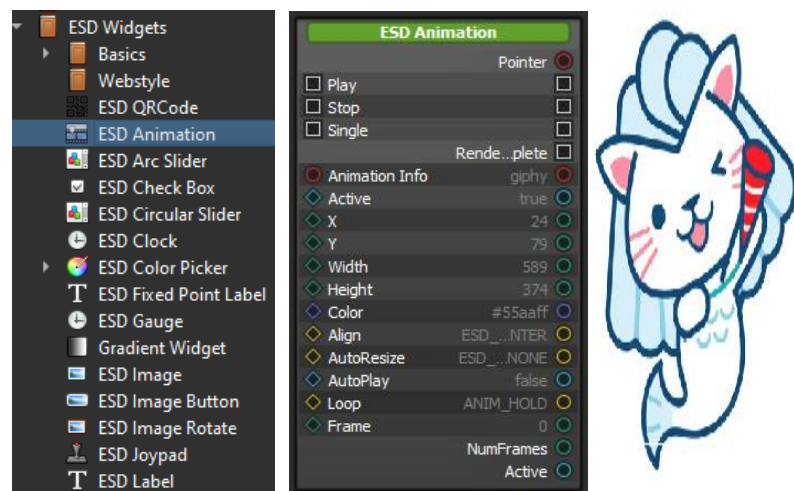 ESD Widgets
Basics
Webstyle
ESD QRCode
ESD Animation
ESD Arc Slider
ESD Check Box
ESD Circular Slider
ESD Clock
ESD Color Picker
ESD Fixed Point Label
ESD Gauge
Gradient Widget
ESD Image
ESD Image Button
ESD Image Rotate
ESD Joypad
ESD Label
ESD Animation
Pointer
Play
Stop
Single
Rende...plete
Animation Info giphy
Active true
X 24
Y 79
Width 589
Height 374
Color #55aaff
Align ESD_...NTER
AutoResize ESD_...NONE
AutoPlay false
Loop ANIM_HOLD
Frame 0
NumFrames
Active